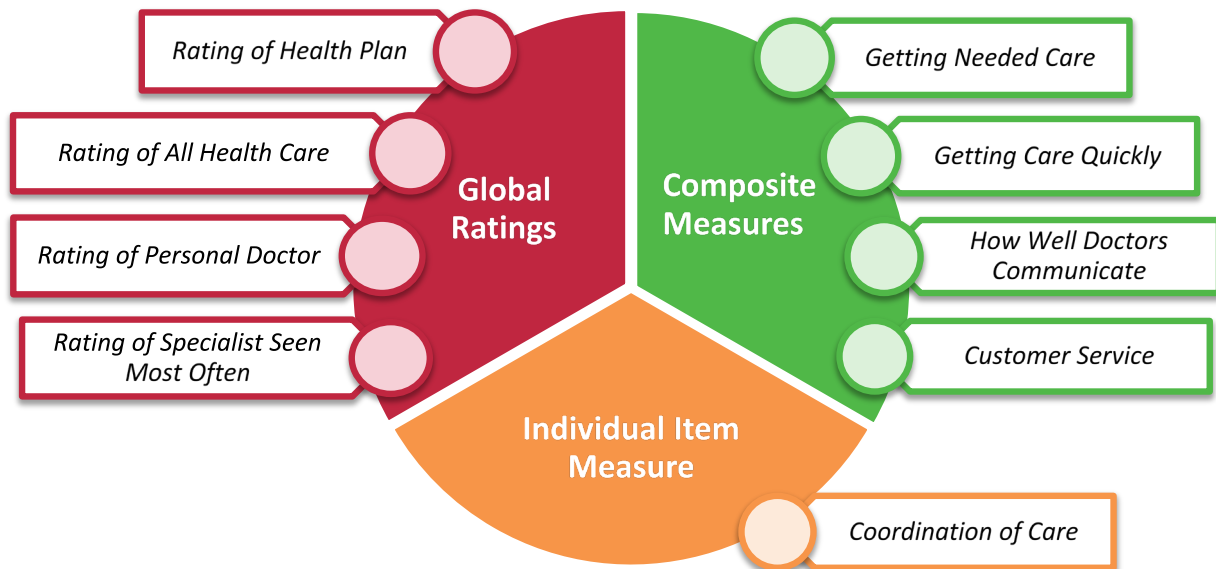 Rating of Health Plan
Rating of All Health Care
Rating of Personal Doctor
Rating of Specialist Seen
Most Often
Global
Ratings
Composite
Measures
Getting Needed Care
Getting Care Quickly
How Well Doctors
Communicate
Customer Service
Individual Item
Measure
Coordination of Care